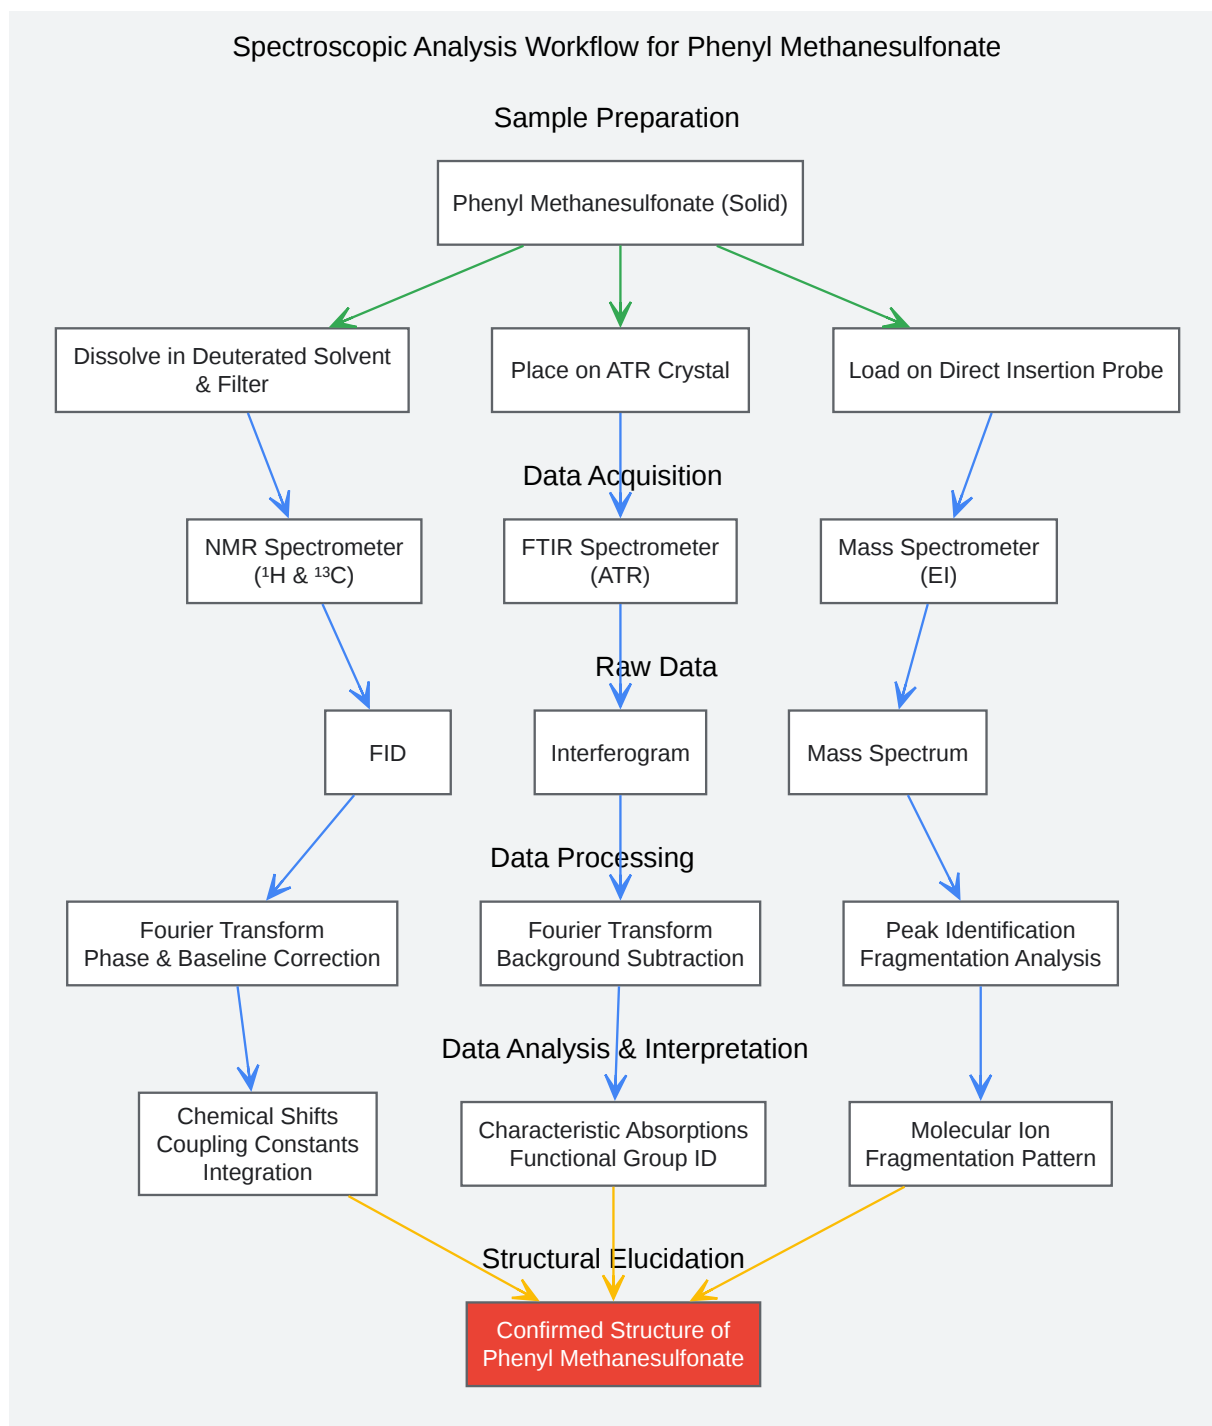 Spectroscopic Analysis Workflow for Phenyl Methanesulfonate
Sample Preparation
Phenyl Methanesulfonate (Solid)
Dissolve in Deuterated Solvent
& Filter
Place on ATR Crystal
Load on Direct Insertion Probe
Data Acquisition
NMR Spectrometer
(¹H & ¹³C)
FTIR Spectrometer
(ATR)
Mass Spectrometer
(EI)
Raw Data
FID
Interferogram
Mass Spectrum
Data Processing
Fourier Transform
Phase & Baseline Correction
Fourier Transform
Background Subtraction
Peak Identification
Fragmentation Analysis
Data Analysis & Interpretation
Chemical Shifts
Coupling Constants
Integration
Characteristic Absorptions
Functional Group ID
Molecular Ion
Fragmentation Pattern
Structural Elucidation
Confirmed Structure of
Phenyl Methanesulfonate